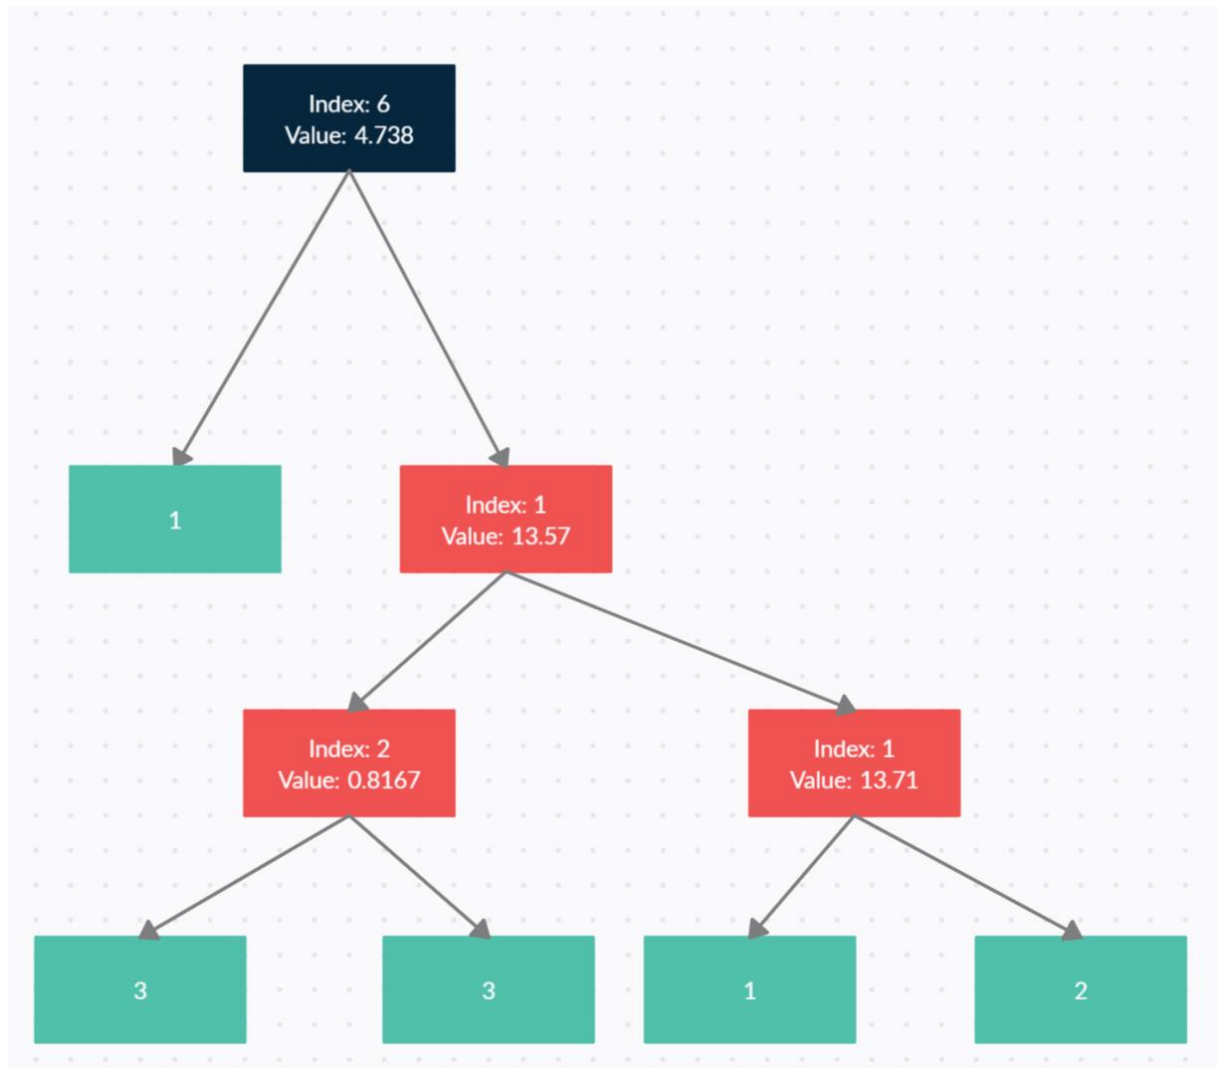 Index: 6
Value: 4.738
1
Index: 1
Value: 13.57
Index: 2
Value: 0.8167
Index: 1
Value: 13.71
3
3
1
2